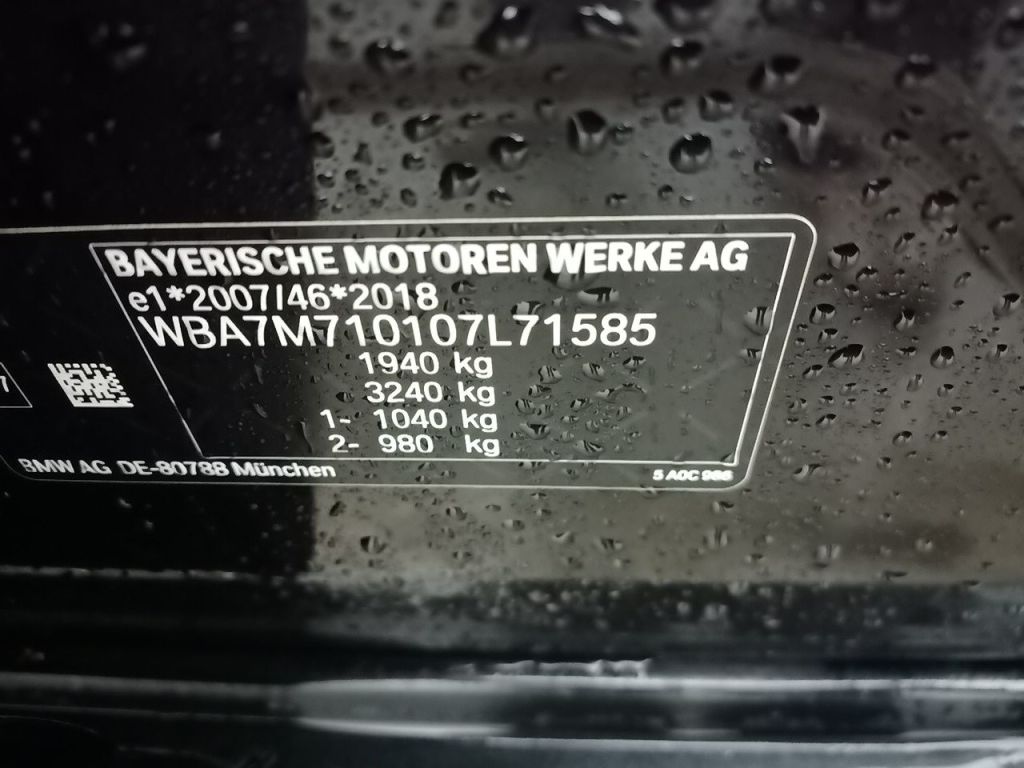 BAYERISCHE MOTOREN WERKE AG
e1*2007/46*2018
WBA7M710107L71585
1940 kg
3240 kg
1- 1040 kg
2- 980 kg
7
BMW AG DE-80788 München
5 A0C 986